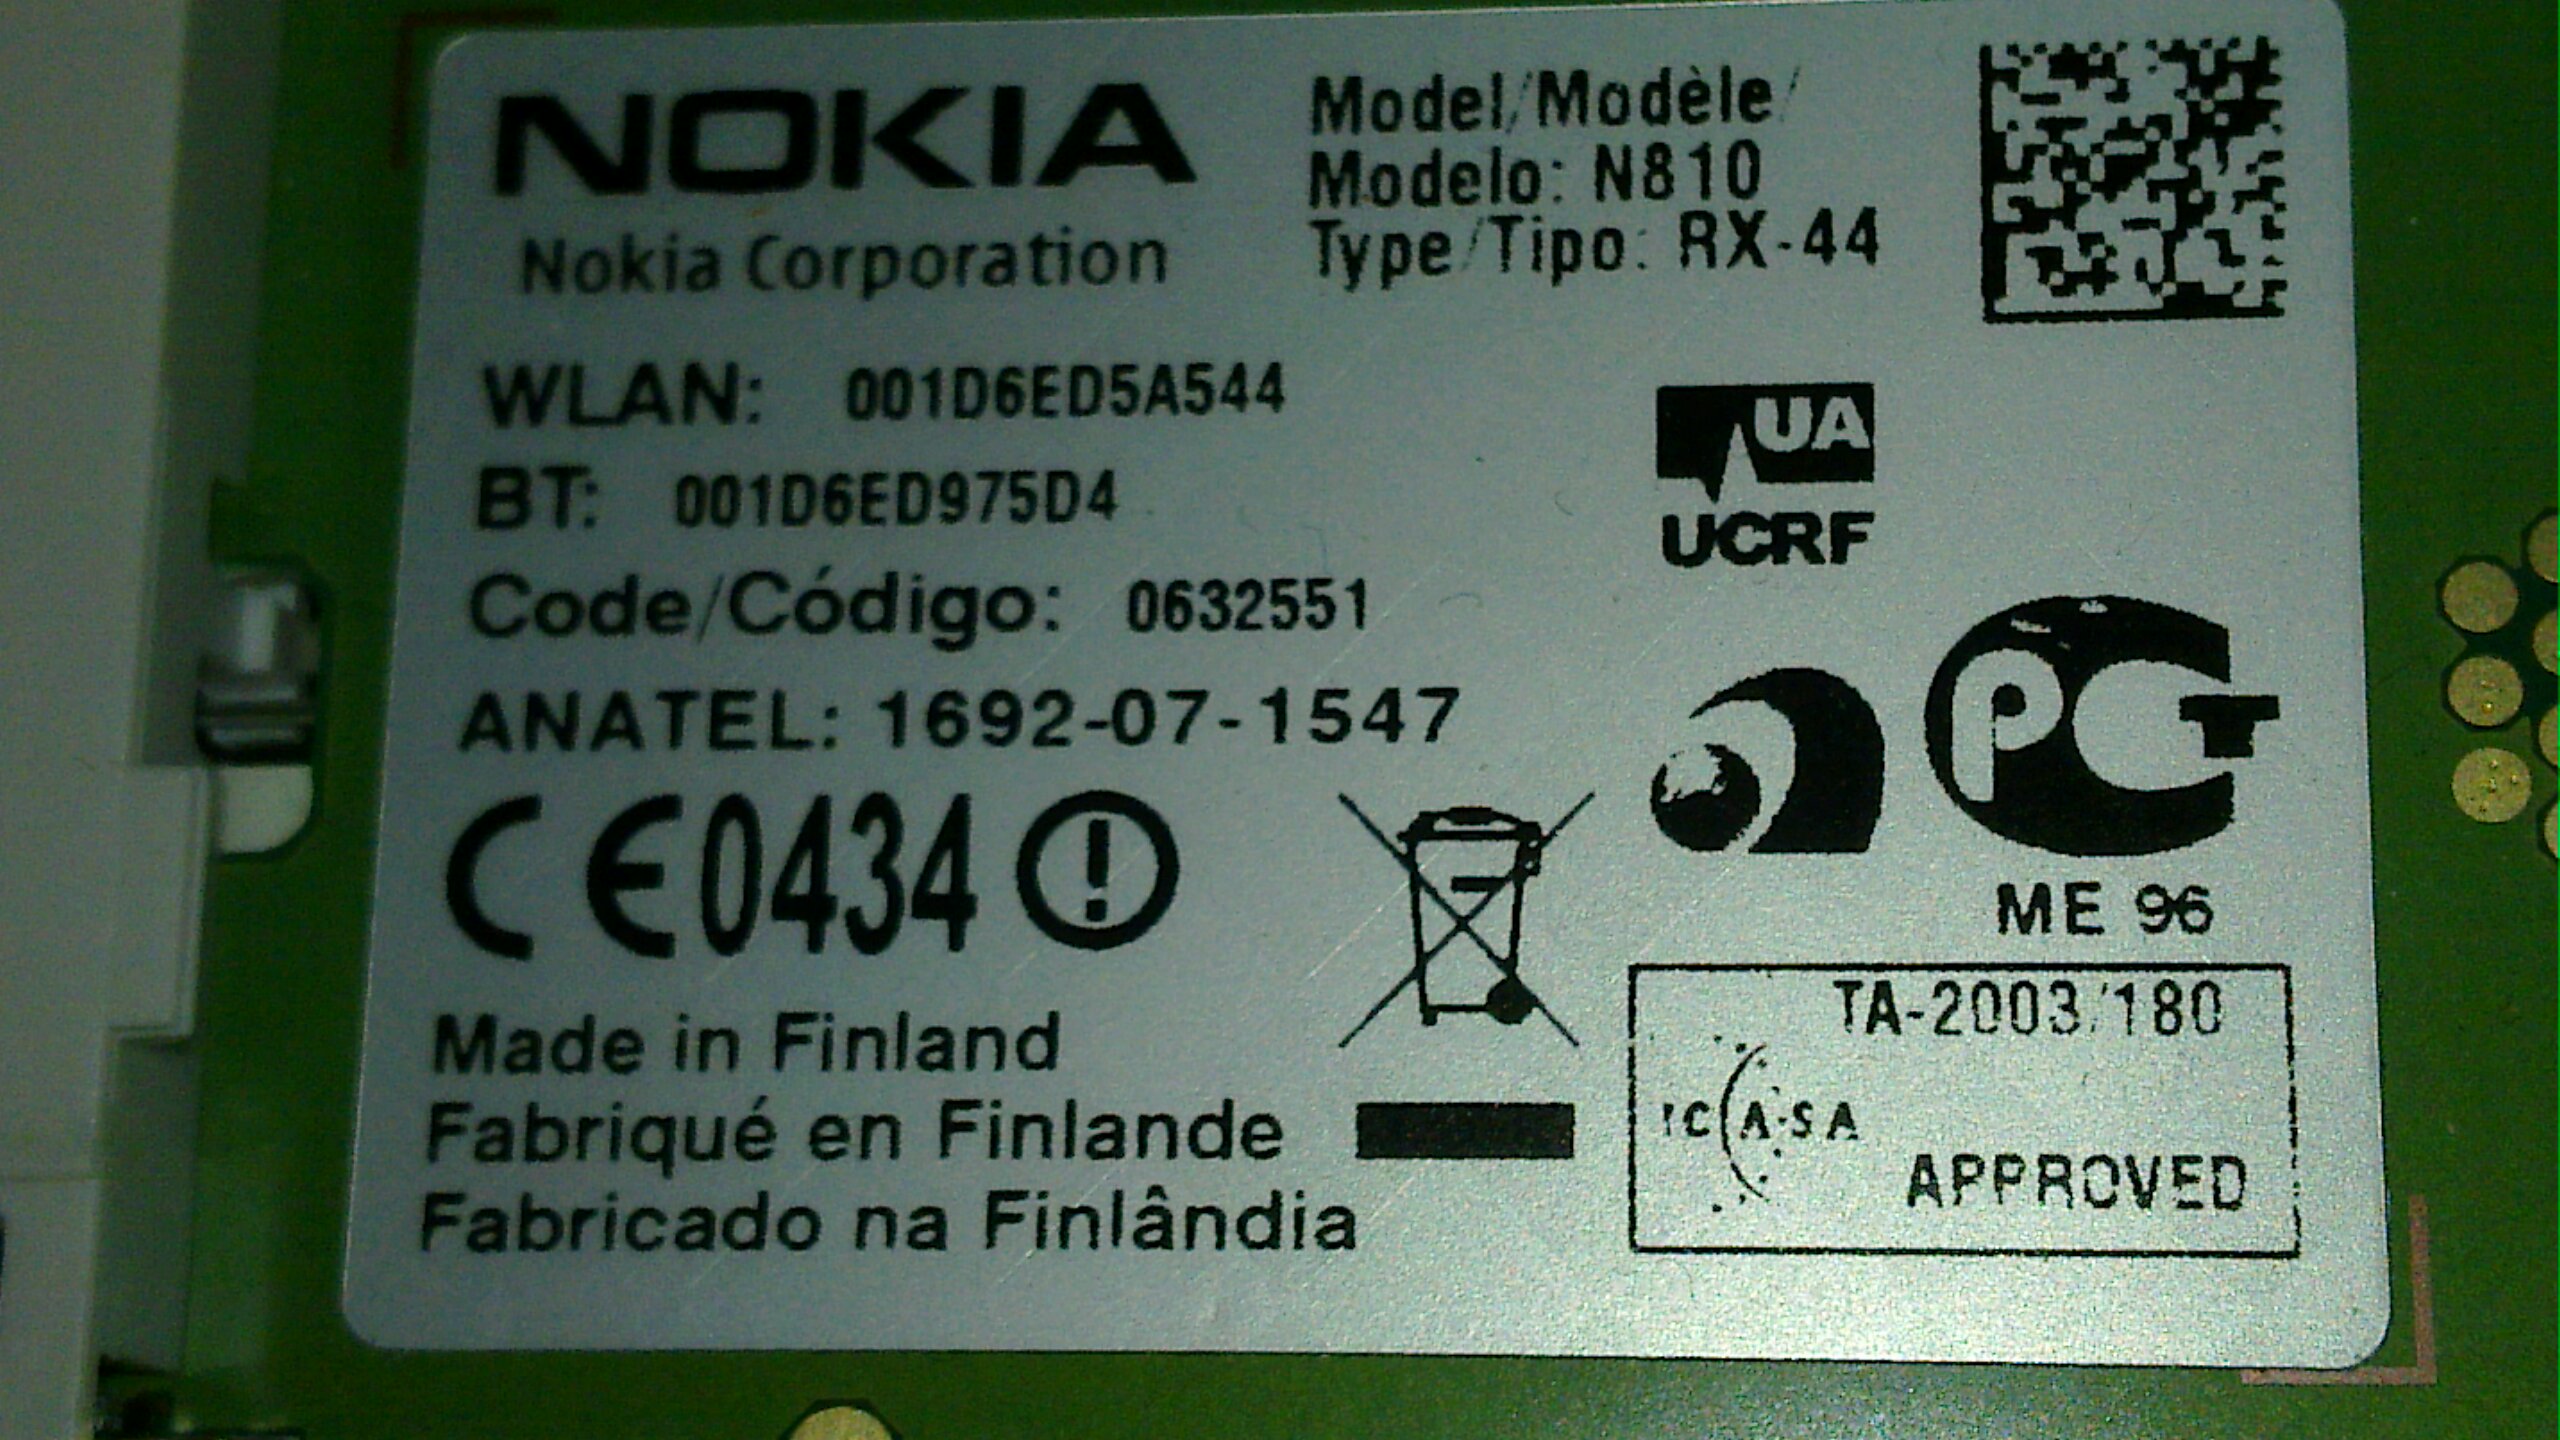 NOKIA
Nokia Corporation
Model/Modèle/
Modelo: N810
Type/Tipo: RX-44
WLAN: 001D6ED5A544
BT: 001D6ED975D4
Code/Código: 0632551
ANATEL: 1692-07-1547
CE0434
Made in Finland
Fabriqué en Finlande
Fabricado na Finlândia
UA
UCRF
PCT
ME 96
TA-2003/180
ICASA
APPROVED